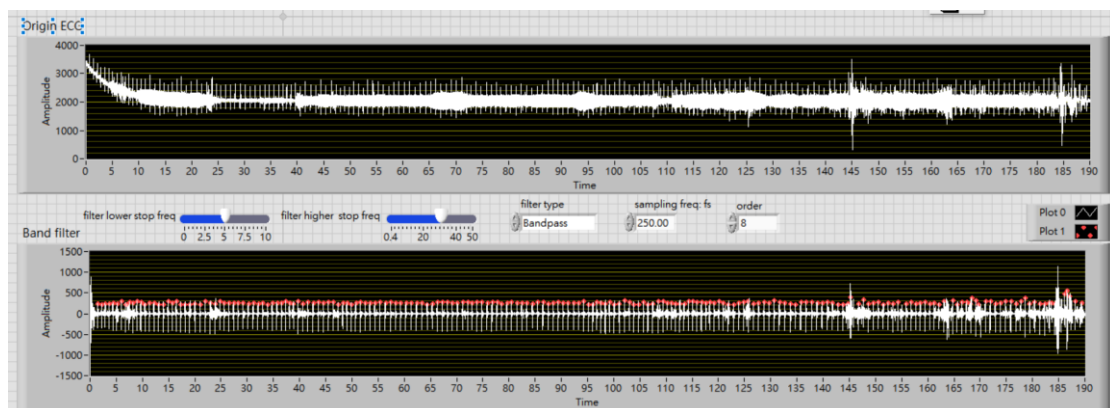 Origin ECG
4000
3000
2000
1000
0
Amplitude
0 5 10 15 20 25 30 35 40 45 50 55 60 65 70 75 80 85 90 95 100 105 110 115 120 125 130 135 140 145 150 155 160 165 170 175 180 185 190
Time
filter lower stop freq
0 2.5 5 7.5 10
filter higher stop freq
0.4 20 40 50
filter type
Bandpass
sampling freq: fs
250.00
order
8
Plot 0
Plot 1
Band filter
1500
1000
500
0
-500
-1000
-1500
Amplitude
0 5 10 15 20 25 30 35 40 45 50 55 60 65 70 75 80 85 90 95 100 105 110 115 120 125 130 135 140 145 150 155 160 165 170 175 180 185 190
Time